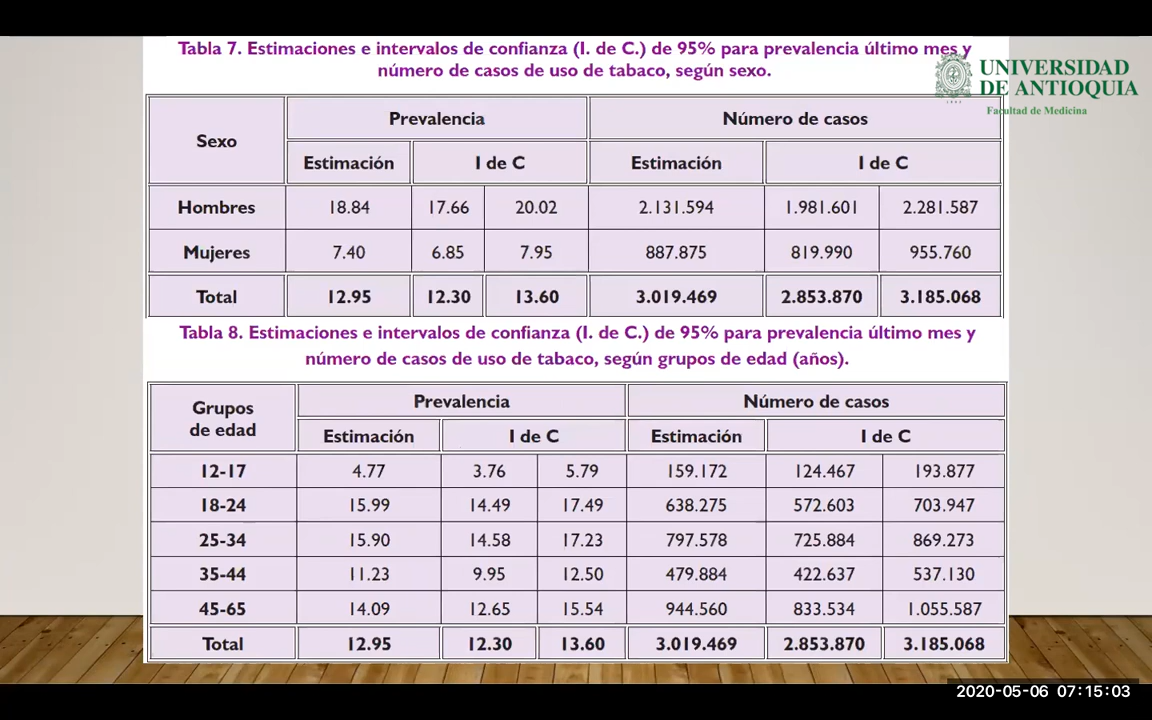 Tabla 7. Estimaciones e intervalos de confianza (I. de C.) de 95% para prevalencia último mes y
número de casos de uso de tabaco, según sexo.
UNIVERSIDAD
DE ANTIOQUIA
Facultad de Medicina
Sexo Prevalencia Número de casos
Estimación I de C Estimación I de C
Hombres 18.84 17.66 20.02 2.131.594 1.981.601 2.281.587
Mujeres 7.40 6.85 7.95 887.875 819.990 955.760
Total 12.95 12.30 13.60 3.019.469 2.853.870 3.185.068
Tabla 8. Estimaciones e intervalos de confianza (I. de C.) de 95% para prevalencia último mes y
número de casos de uso de tabaco, según grupos de edad (años).
Grupos
de edad Prevalencia Número de casos
Estimación I de C Estimación I de C
12-17 4.77 3.76 5.79 159.172 124.467 193.877
18-24 15.99 14.49 17.49 638.275 572.603 703.947
25-34 15.90 14.58 17.23 797.578 725.884 869.273
35-44 11.23 9.95 12.50 479.884 422.637 537.130
45-65 14.09 12.65 15.54 944.560 833.534 1.055.587
Total 12.95 12.30 13.60 3.019.469 2.853.870 3.185.068
2020-05-06 07:15:03